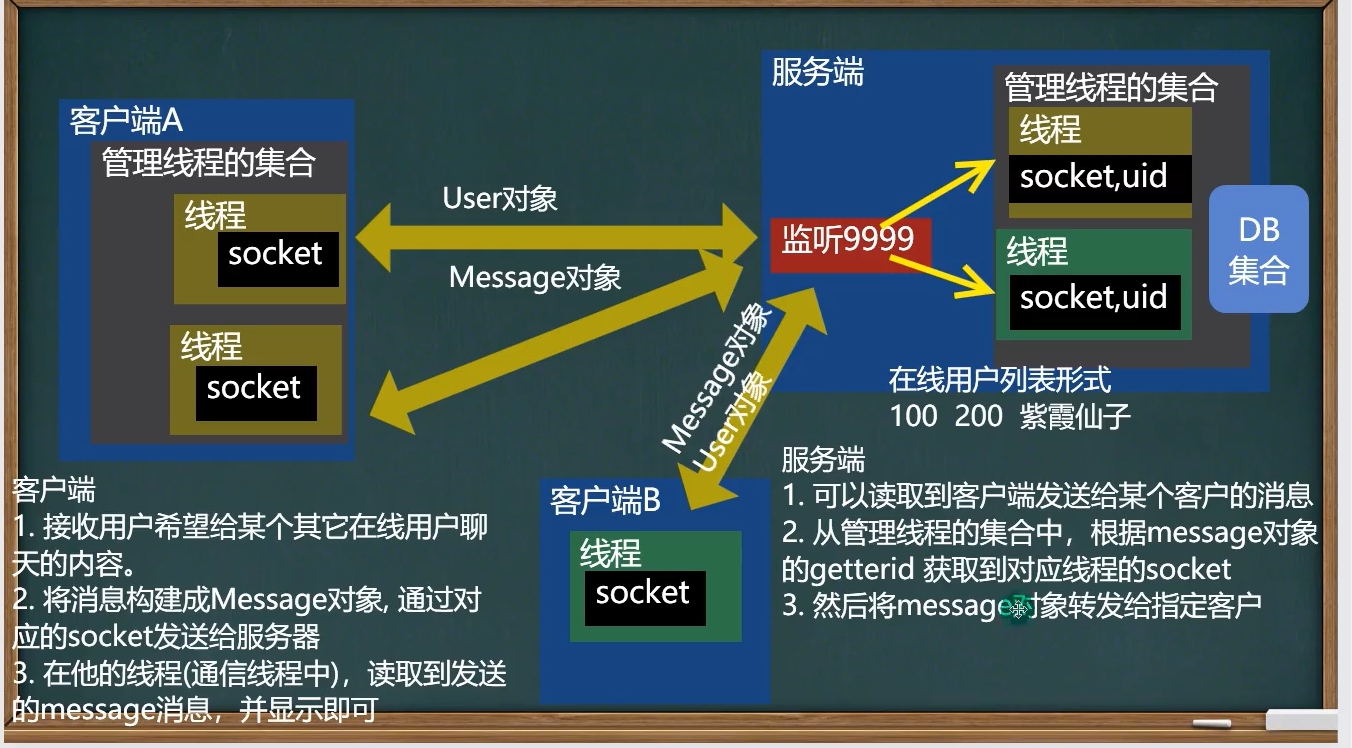 客户端A
管理线程的集合
线程
socket
线程
socket
User对象
Message对象
Message对象
User对象
服务端
管理线程的集合
线程
socket,uid
监听9999
线程
socket,uid
DB
集合
在线用户列表形式
100 200 紫霞仙子
客户端B
线程
socket
客户端
1. 接收用户希望给某个其它在线用户聊
天的内容。
2. 将消息构建成Message对象, 通过对
应的socket发送给服务器
3. 在他的线程(通信线程中)，读取到发送
的message消息，并显示即可
服务端
1. 可以读取到客户端发送给某个客户的消息
2. 从管理线程的集合中，根据message对象
的getterid 获取到对应线程的socket
3. 然后将message对象转发给指定客户